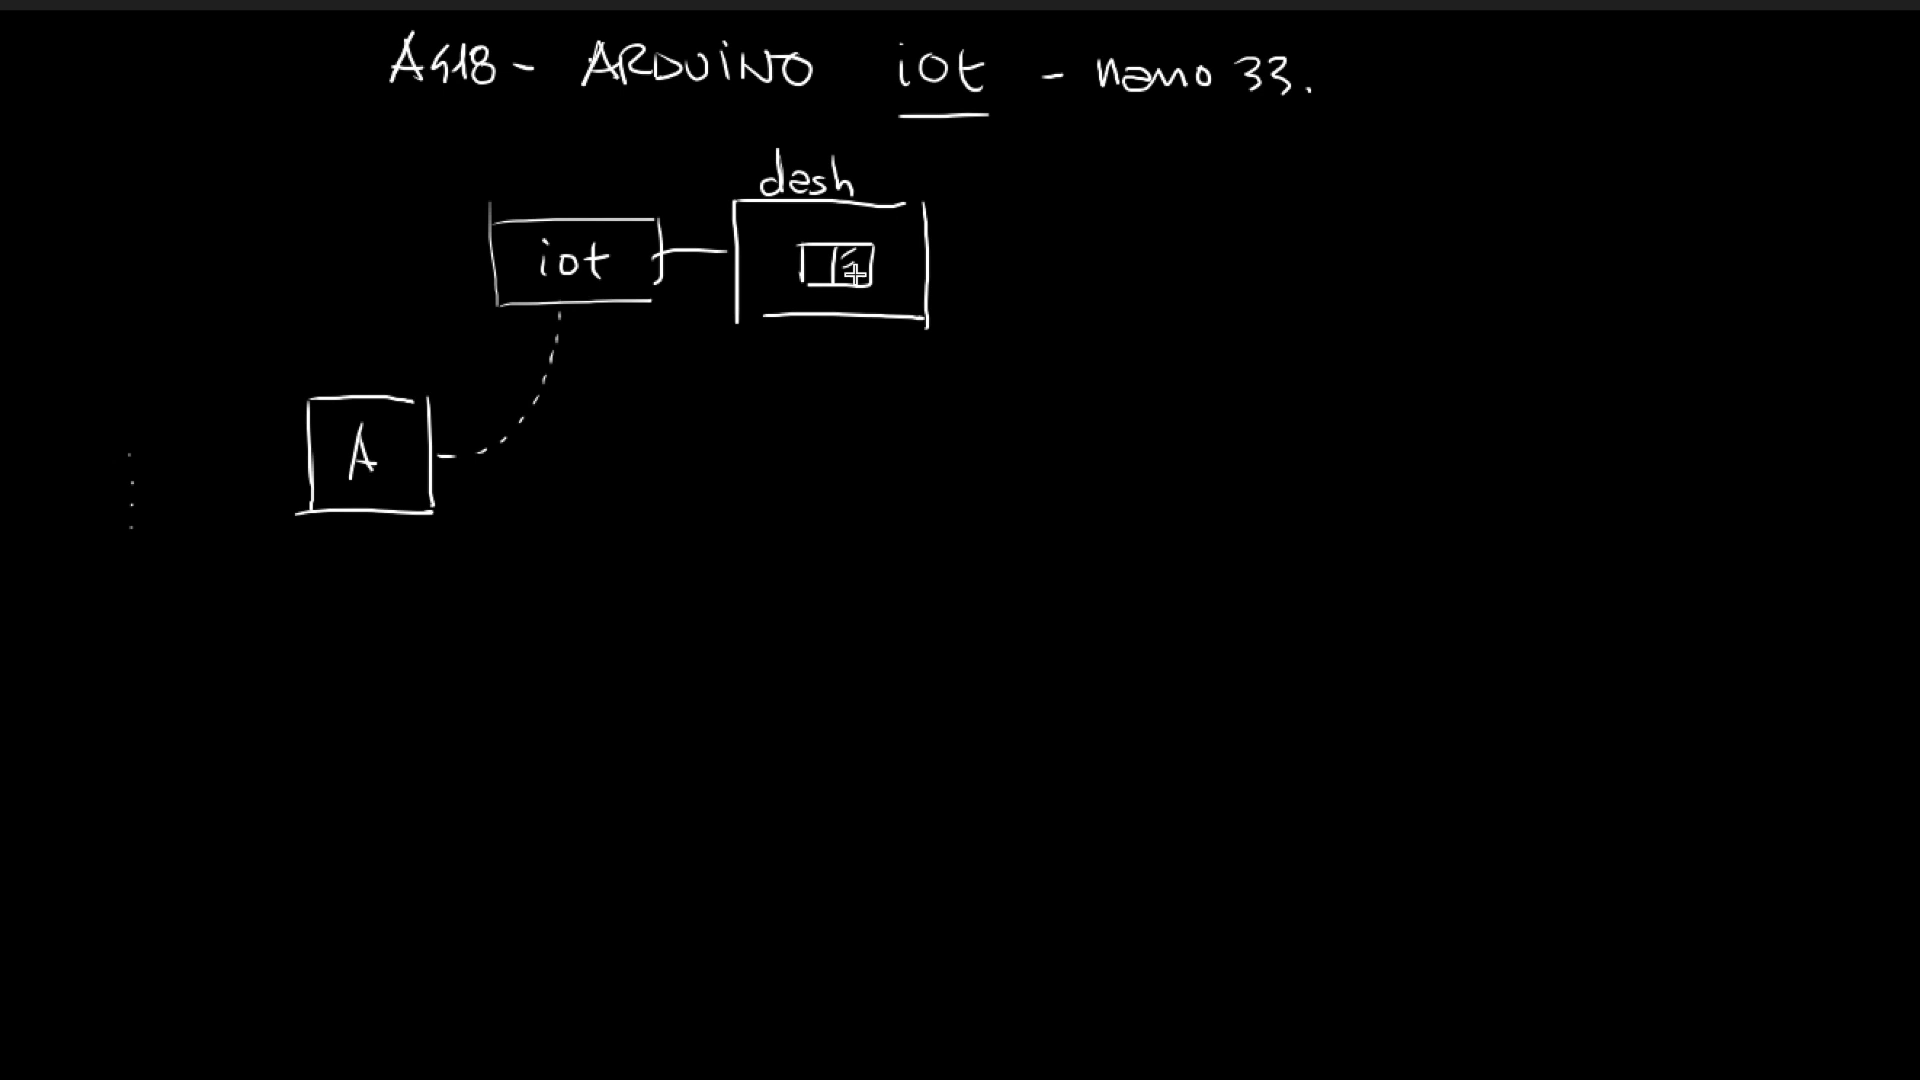 A418 - ARDUiNO iot - nano 33.
dash
iot
A